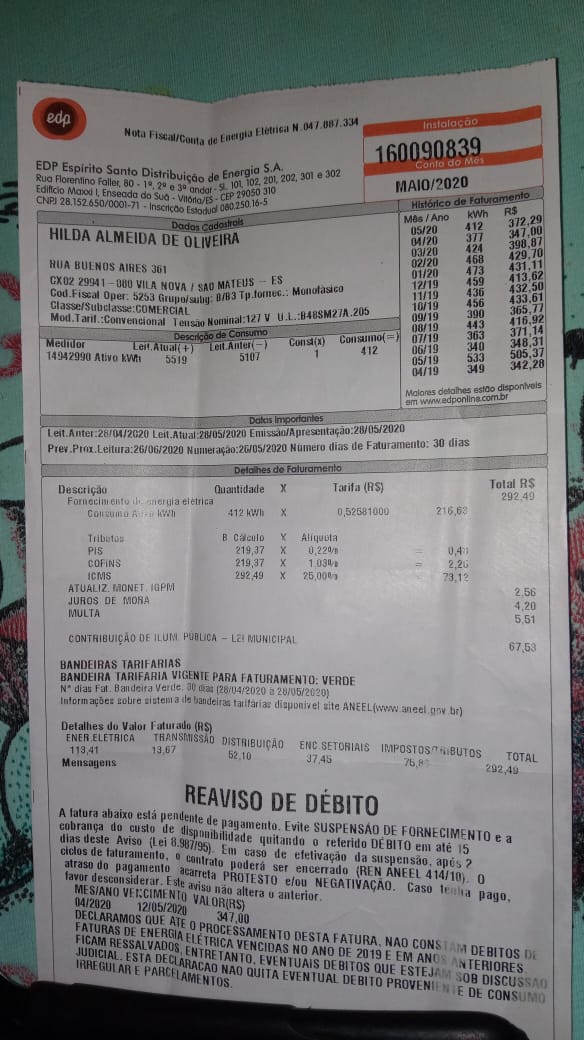 edp
Nota Fiscal/Conta de Energia Elétrica N.047.887.334
EDP Espírito Santo Distribuição de Energia S.A.
Rua Florentino Faller, 80 - 1º, 2º e 3º andar - SL 101, 102, 201, 202, 301 e 302
Edifício Maxxi I, Enseada do Suá - Vitória/ES - CEP 29050 310
CNPJ 28.152.650/0001-71 - Inscrição Estadual 080.250.16-5
Instalação
160090839
Conta do Mês
MAIO/2020
Dados Cadastrais
HILDA ALMEIDA DE OLIVEIRA
RUA BUENOS AIRES 361
CX02 29941-000 VILA NOVA / SAO MATEUS - ES
Cod.Fiscal Oper: 5253 Grupo/subg: B/B3 Tp.fornec.: Monofásico
Classe/Subclasse:COMERCIAL
Mod.Tarif.:Convencional Tensão Nominal:127 V U.L.:B48SM27A.205
Histórico de Faturamento
Mês / Ano kWh R$
05/20 412 372,29
04/20 377 347,00
03/20 424 398,87
02/20 468 429,70
01/20 473 431,11
12/19 459 413,62
11/19 436 432,50
10/19 456 433,61
09/19 390 365,77
08/19 443 416,92
07/19 363 371,14
06/19 340 348,31
05/19 533 505,37
04/19 349 342,28
Maiores detalhes estão disponíveis
em www.edponline.com.br
Descrição de Consumo
Medidor Leit.Atual(+) Leit.Anter(-) Const(x) Consumo(=)
14942990 Ativo kWh 5519 5107 1 412
Datas Importantes
Leit.Anter:28/04/2020 Leit.Atual:28/05/2020 Emissão/Apresentação:28/05/2020
Prev.Prox.Leitura:26/06/2020 Numeração:26/05/2020 Número dias de Faturamento: 30 dias
Detalhes de Faturamento
Descrição Quantidade X Tarifa (R$) Total R$
Fornecimento de energia elétrica 292,49
Consumo Ativo kWh 412 kWh X 0,52581000 216,63
Tributos B Cálculo X Alíquota
PIS 219,37 X 0,22% =
COFINS 219,37 X 1,03% = 2,26
ICMS 292,49 X 25,00% = 73,12
ATUALIZ. MONET. IGPM 2,56
JUROS DE MORA 4,20
MULTA 5,51
CONTRIBUIÇÃO DE ILUM. PÚBLICA - LEI MUNICIPAL 67,53
BANDEIRAS TARIFÁRIAS
BANDEIRA TARIFÁRIA VIGENTE PARA FATURAMENTO: VERDE
Nº dias Fat. Bandeira Verde: 30 dias (28/04/2020 à 28/05/2020)
Informações sobre sistema de bandeiras tarifárias disponível site ANEEL(www.aneel.gov.br)
Detalhes do Valor Faturado (R$)
ENER.ELETRICA TRANSMISSÃO DISTRIBUIÇÃO ENC.SETORIAIS IMPOSTOS/TRIBUTOS TOTAL
113,41 13,67 52,10 37,45 292,49
Mensagens
REAVISO DE DÉBITO
A fatura abaixo está pendente de pagamento. Evite SUSPENSÃO DE FORNECIMENTO e a
cobrança do custo de disponibilidade quitando o referido DÉBITO em até 15
dias deste Aviso (Lei 8.987/95). Em caso de efetivação da suspensão, após 2
ciclos de faturamento, o contrato poderá ser encerrado (REN ANEEL 414/10). O
atraso do pagamento acarreta PROTESTO e/ou NEGATIVAÇÃO. Caso tenha pago,
favor desconsiderar. Este aviso não altera o anterior.
MES/ANO VENCIMENTO VALOR(R$)
04/2020 12/05/2020 347,00
DECLARAMOS QUE ATE O PROCESSAMENTO DESTA FATURA, NAO CONSTAM DEBITOS DE
FATURAS DE ENERGIA ELÉTRICA VENCIDAS NO ANO DE 2019 E EM ANOS ANTERIORES.
FICAM RESSALVADOS, ENTRETANTO, EVENTUAIS DEBITOS QUE ESTEJAM SOB DISCUSSAO
JUDICIAL. ESTA DECLARACAO NAO QUITA EVENTUAL DEBITO PROVENIENTE DE CONSUMO
IRREGULAR E PARCELAMENTOS.